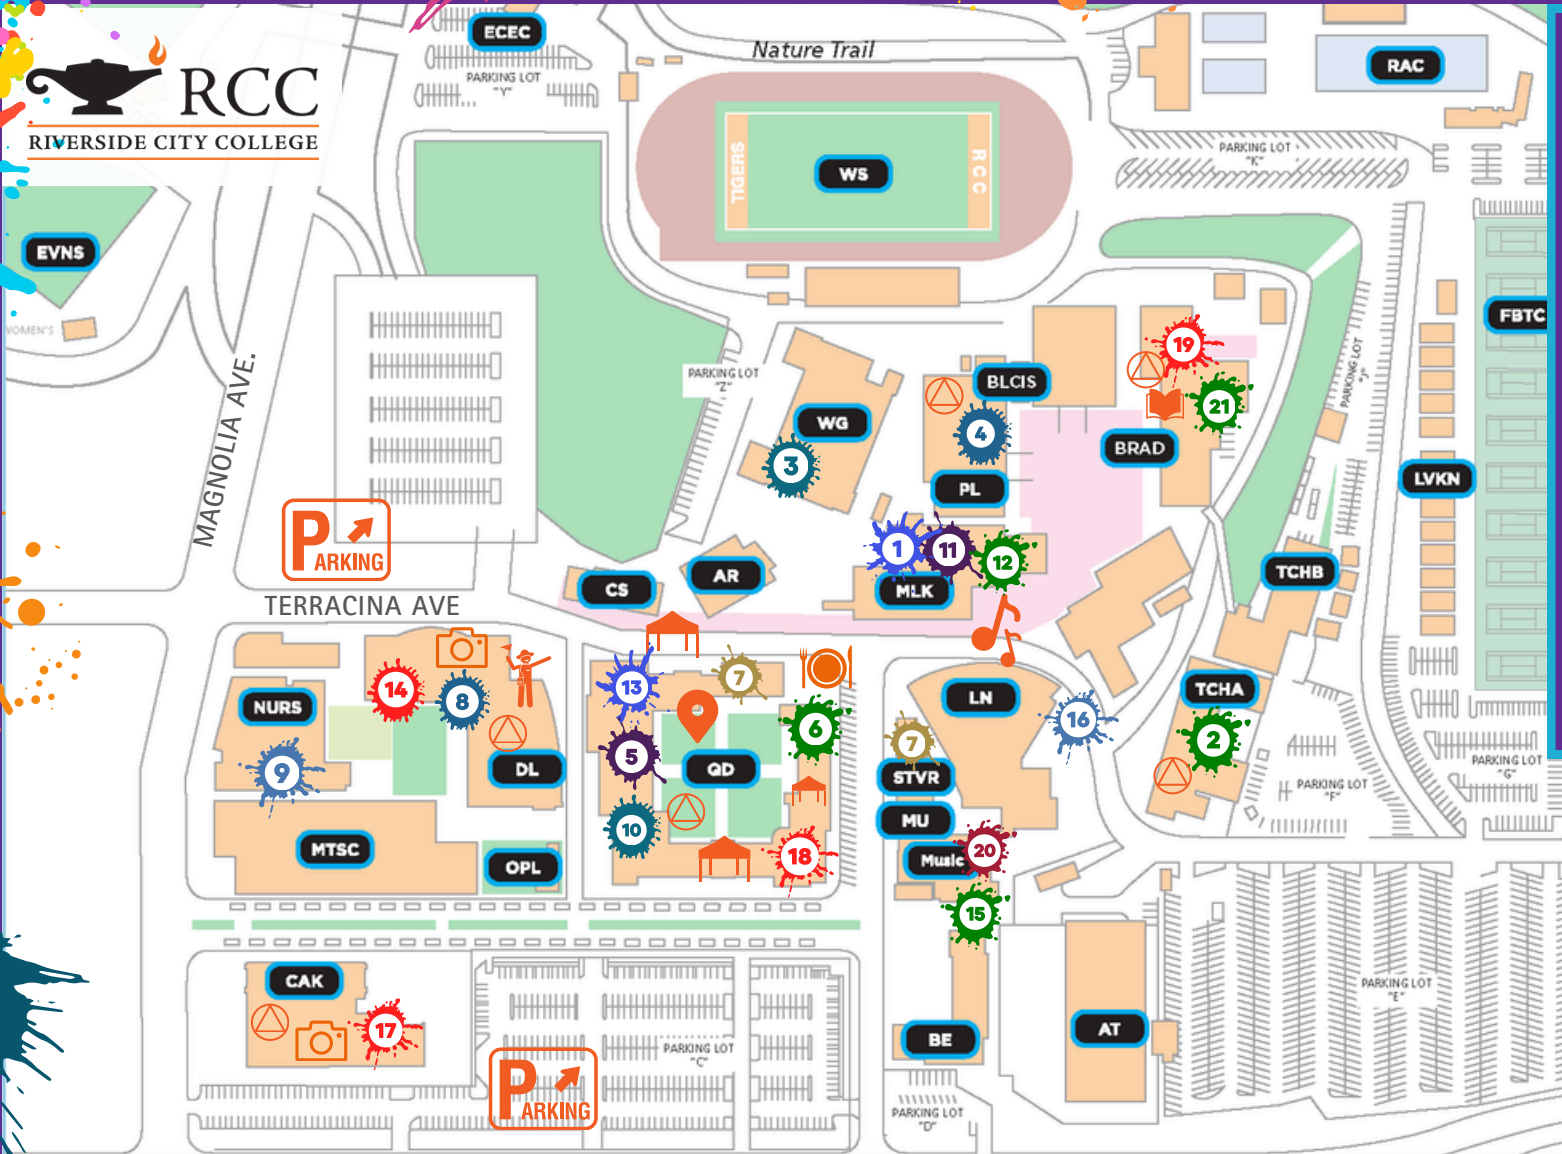 ECEC
Nature Trail
RAC
PARKING LOT
"Y"
RCC
RIVERSIDE CITY COLLEGE
PARKING LOT
"K"
TIGERS
WS
RCC
EVNS
WOMEN'S
FBTC
MAGNOLIA AVE.
PARKING LOT
"Z"
PARKING LOT
"J"
19
BLCIS
21
WG
4
BRAD
3
PL
LVKN
PARKING
1
11
12
AR
CS
MLK
TCHB
TERRACINA AVE
14
8
13
7
NURS
LN
TCHA
16
6
2
7
5
9
DL
QD
STVR
PARKING LOT
"G"
PARKING LOT
"F"
MU
10
MTSC
OPL
18
Music
20
15
CAK
17
PARKING LOT
"E"
BE
AT
PARKING LOT
"C"
PARKING
PARKING LOT
"D"